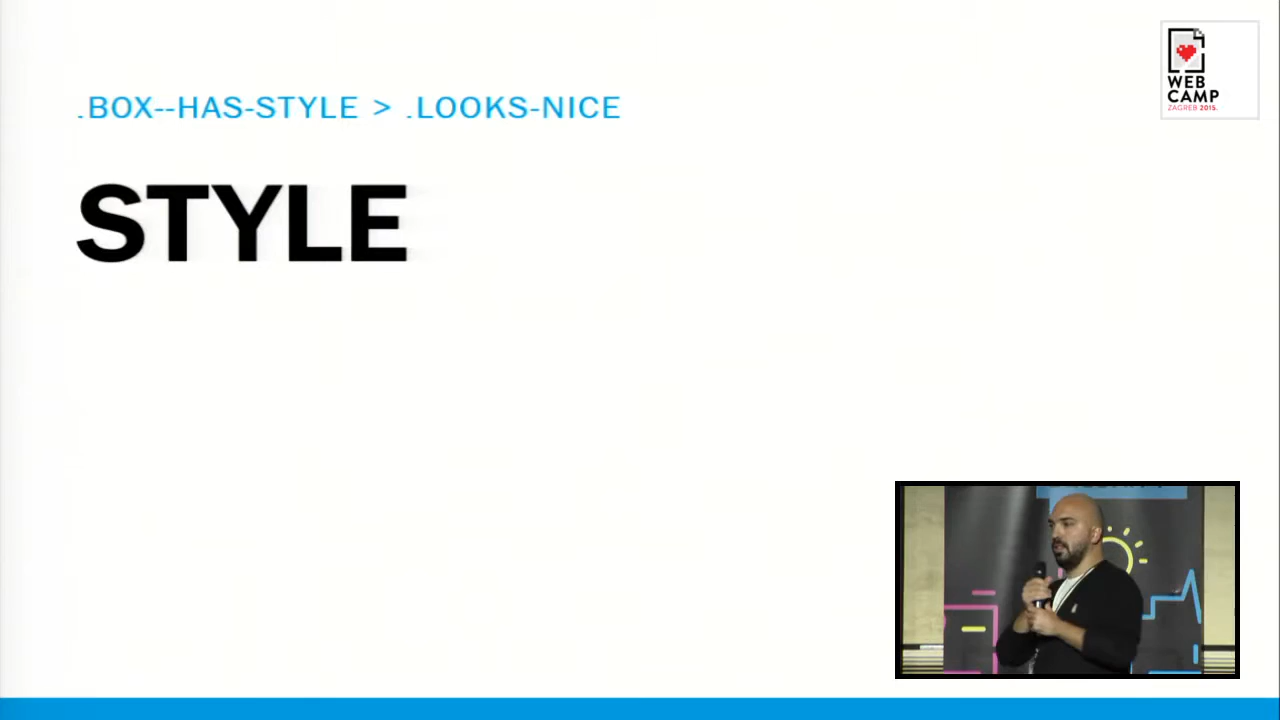 .BOX--HAS-STYLE > .LOOKS-NICE
STYLE
WEB
CAMP
ZAGREB 2015.